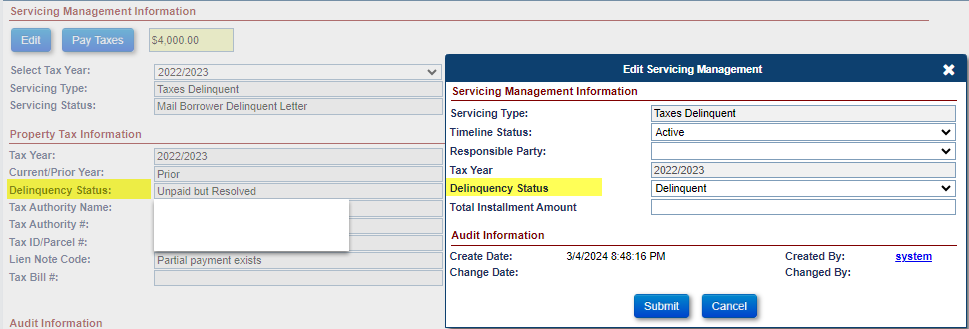 Servicing Management Information
Edit
Pay Taxes
$4,000.00
Select Tax Year:
2022/2023
Servicing Type:
Taxes Delinquent
Servicing Status:
Mail Borrower Delinquent Letter
Property Tax Information
Tax Year:
2022/2023
Current/Prior Year:
Prior
Delinquency Status:
Unpaid but Resolved
Tax Authority Name:
Tax Authority #:
Tax ID/Parcel #:
Lien Note Code:
Partial payment exists
Tax Bill #:
Audit Information
Edit Servicing Management
Servicing Management Information
Servicing Type:
Taxes Delinquent
Timeline Status:
Active
Responsible Party:
Tax Year
2022/2023
Delinquency Status
Delinquent
Total Installment Amount
Audit Information
Create Date:
3/4/2024 8:48:16 PM
Created By:
system
Change Date:
Changed By:
Submit
Cancel